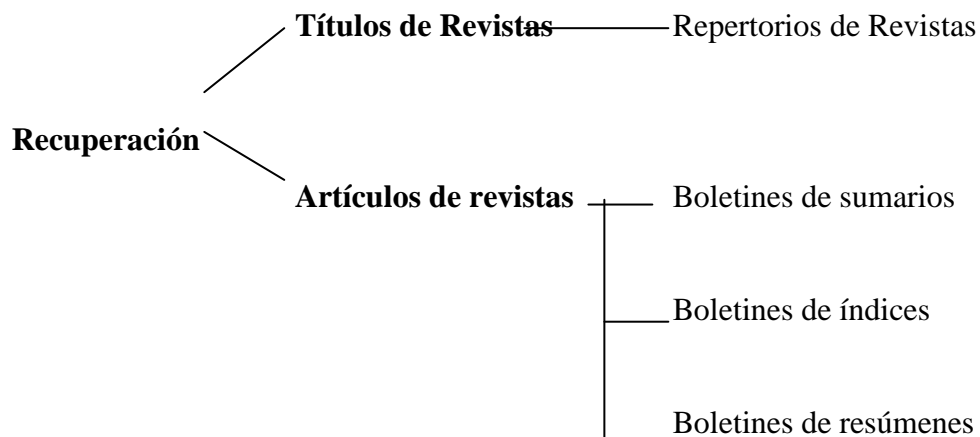 Títulos de Revistas Repertorios de Revistas
Recuperación
Artículos de revistas Boletines de sumarios
Boletines de índices
Boletines de resúmenes